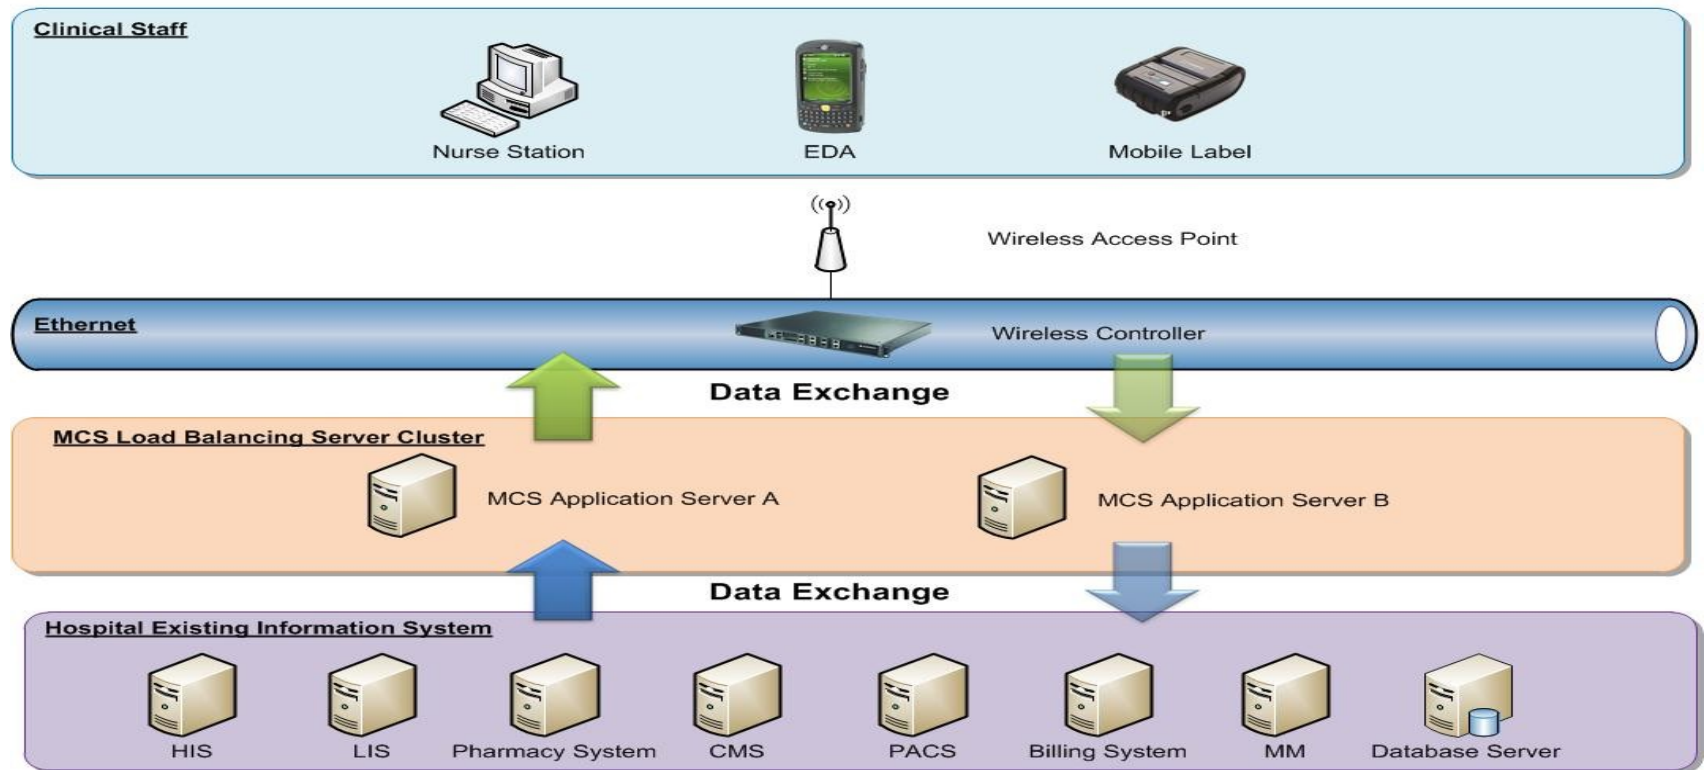 Clinical Staff
Nurse Station
EDA
Mobile Label
Wireless Access Point
Ethernet
Wireless Controller
Data Exchange
MCS Load Balancing Server Cluster
MCS Application Server A
MCS Application Server B
Data Exchange
Hospital Existing Information System
HIS
LIS
Pharmacy System
CMS
PACS
Billing System
MM
Database Server